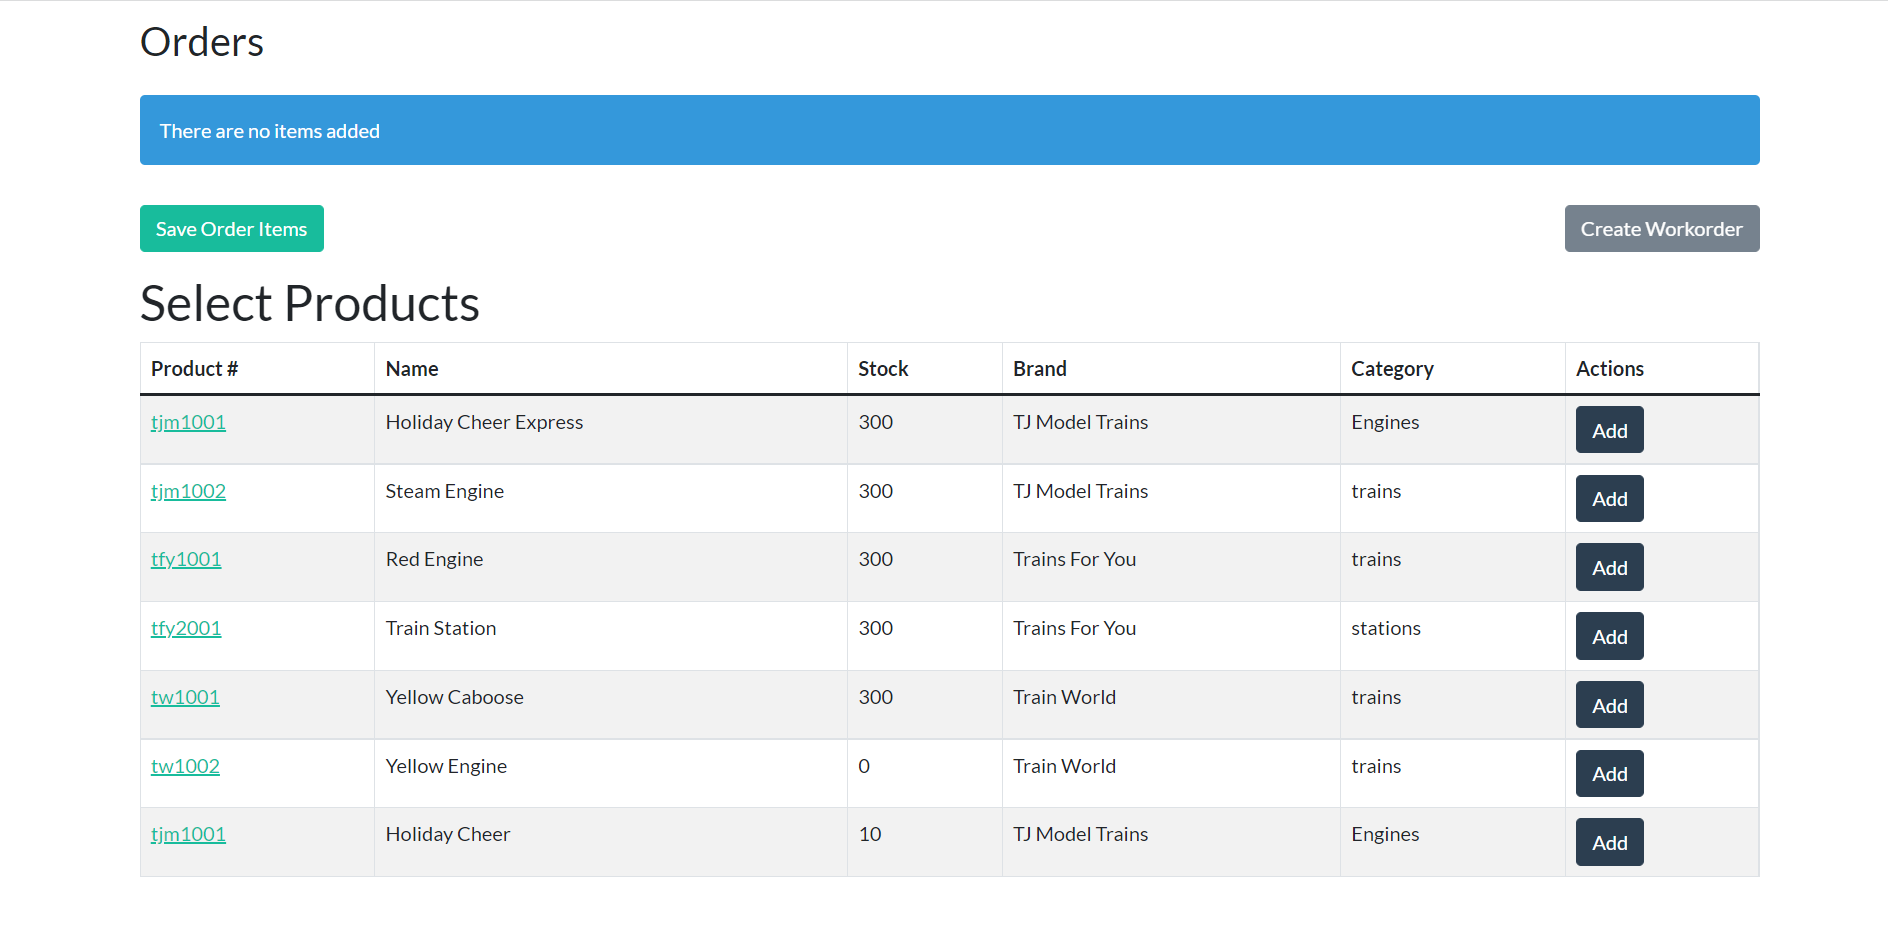 Orders
There are no items added
Save Order Items Create Workorder
Select Products
Product # Name Stock Brand Category Actions
tjm1001 Holiday Cheer Express 300 TJ Model Trains Engines Add
tjm1002 Steam Engine 300 TJ Model Trains trains Add
tfy1001 Red Engine 300 Trains For You trains Add
tfy2001 Train Station 300 Trains For You stations Add
tw1001 Yellow Caboose 300 Train World trains Add
tw1002 Yellow Engine 0 Train World trains Add
tjm1001 Holiday Cheer 10 TJ Model Trains Engines Add